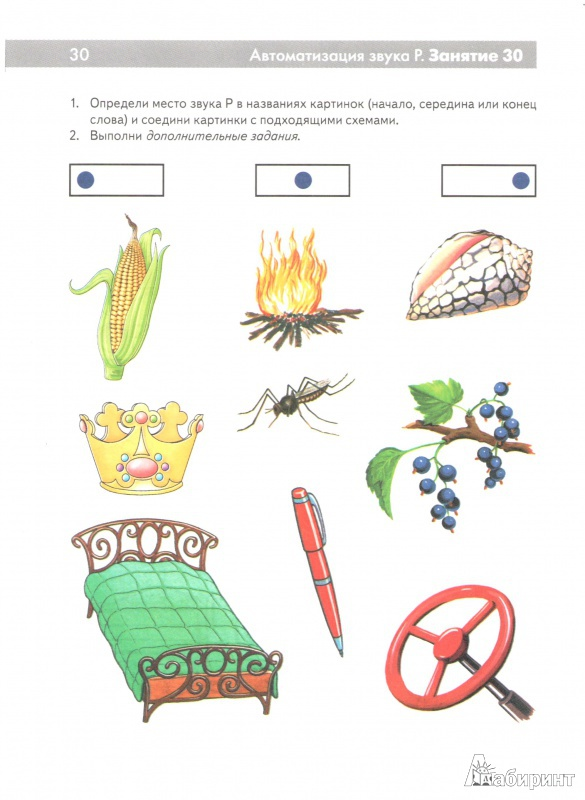 30
Автоматизация звука Р. Занятие 30
1. Определи место звука Р в названиях картинок (начало, середина или конец
слова) и соедини картинки с подходящими схемами.
2. Выполни дополнительные задания.
Лабиринт